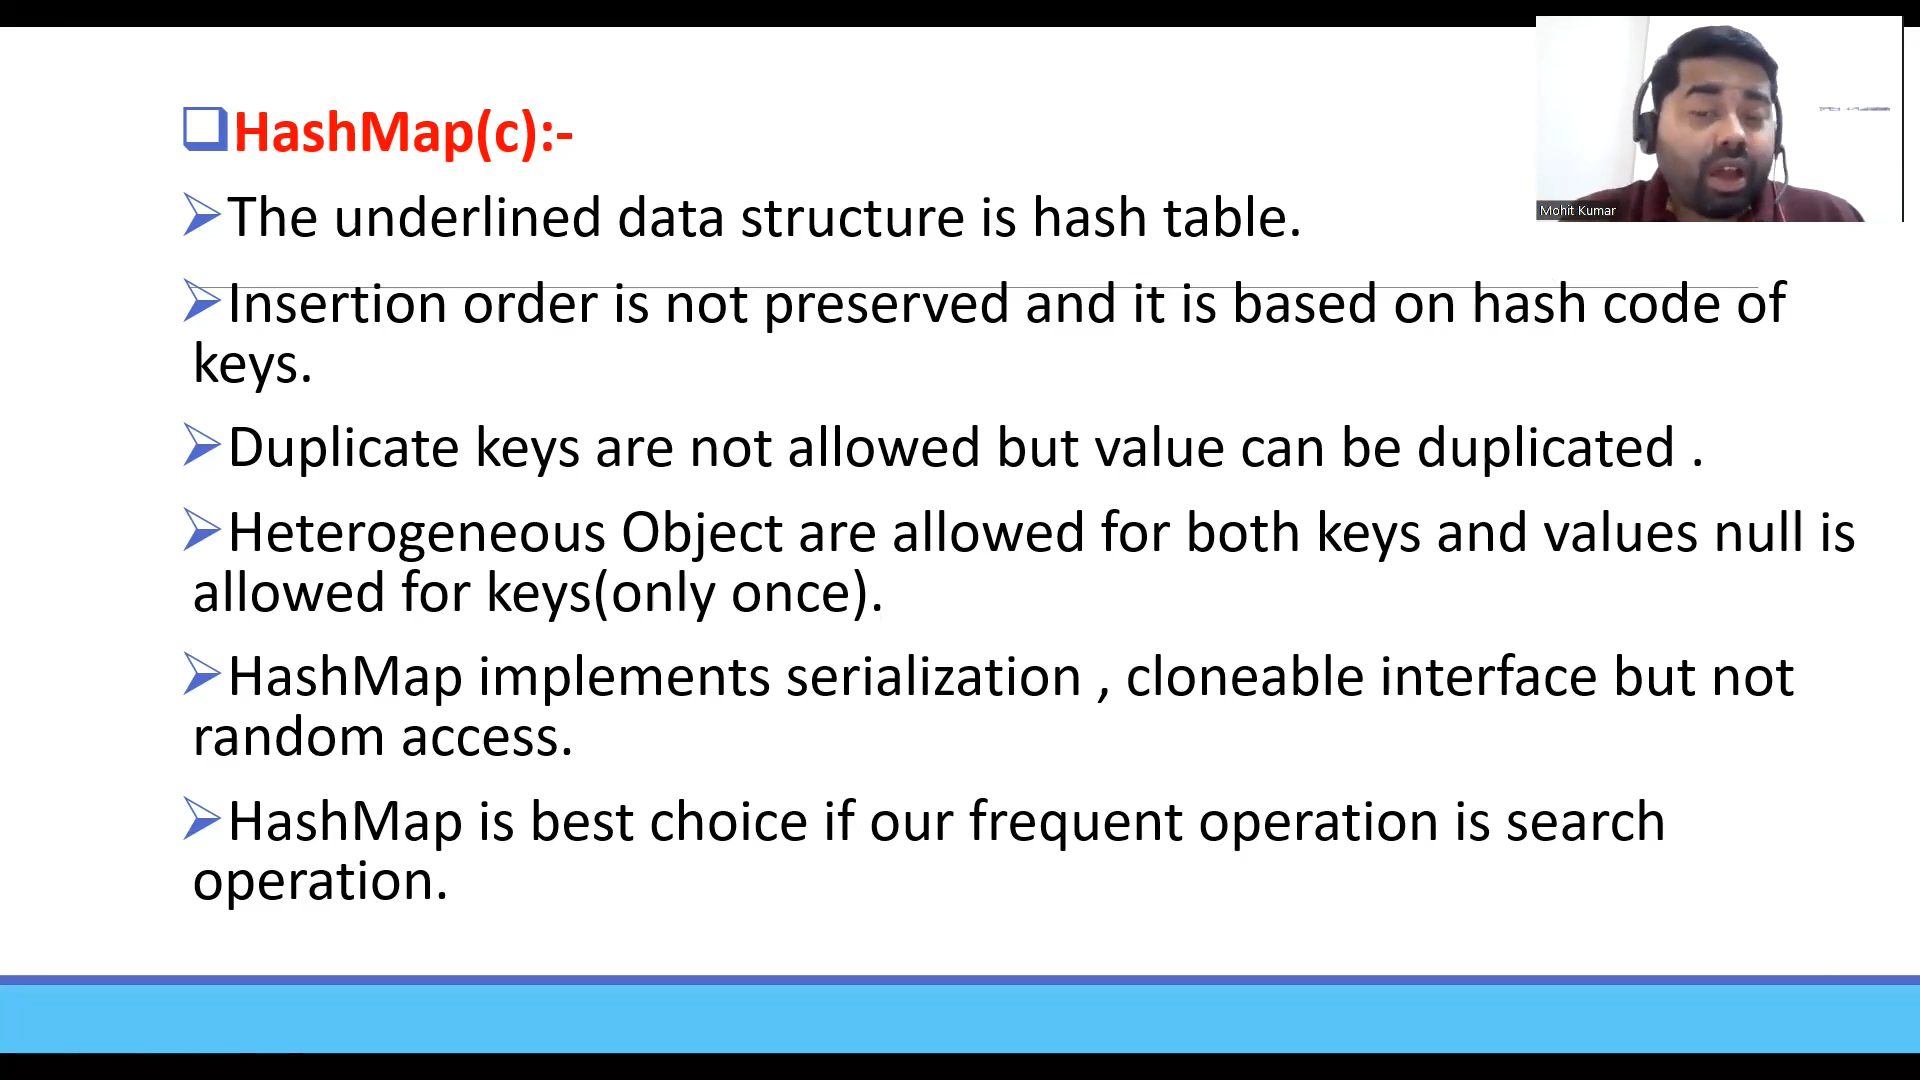 HashMap(c):-
The underlined data structure is hash table.
Insertion order is not preserved and it is based on hash code of
keys.
Duplicate keys are not allowed but value can be duplicated .
Heterogeneous Object are allowed for both keys and values null is
allowed for keys(only once).
HashMap implements serialization , cloneable interface but not
random access.
HashMap is best choice if our frequent operation is search
operation.
Mohit Kumar